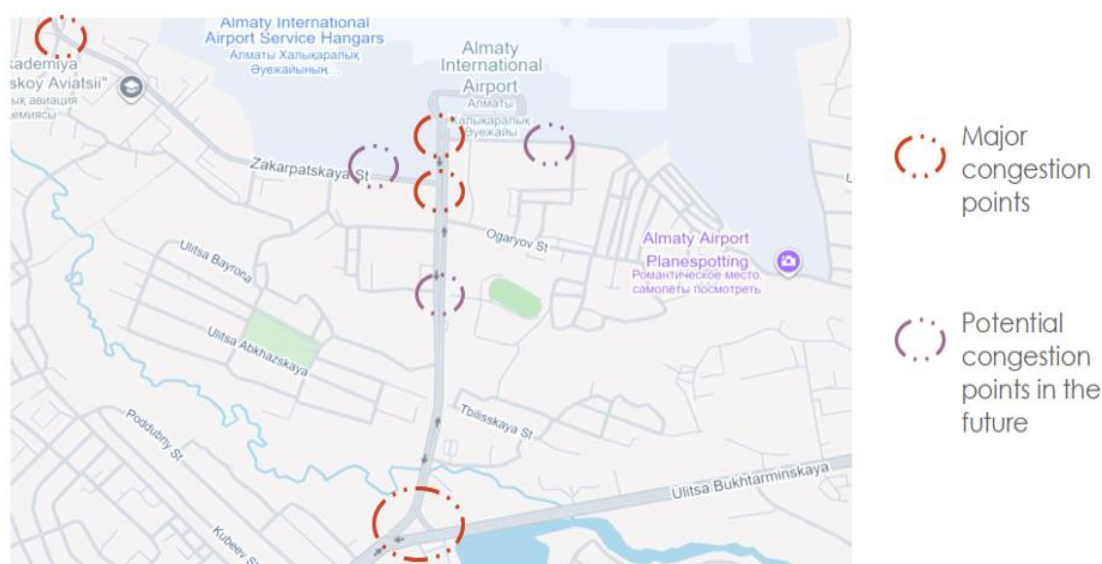 Almaty International
Airport Service Hangars
Алматы Халықаралық
Әуежайының...
Almaty
International
Airport
Алматы
Халықаралық
Әуежайы
kademiya
skoy Aviatsii"
ық авиация
демиясы
Zakarpatskaya St
Ogaryov St
Ulitsa Bayrona
Almaty Airport
Planespotting
Романтическое место,
самолеты посмотреть
Ulitsa Abkhazskaya
Tbilisskaya St
Poddubny St
Ulitsa Bukhtarminskaya
Kubeev St
Major
congestion
points
Potential
congestion
points in the
future